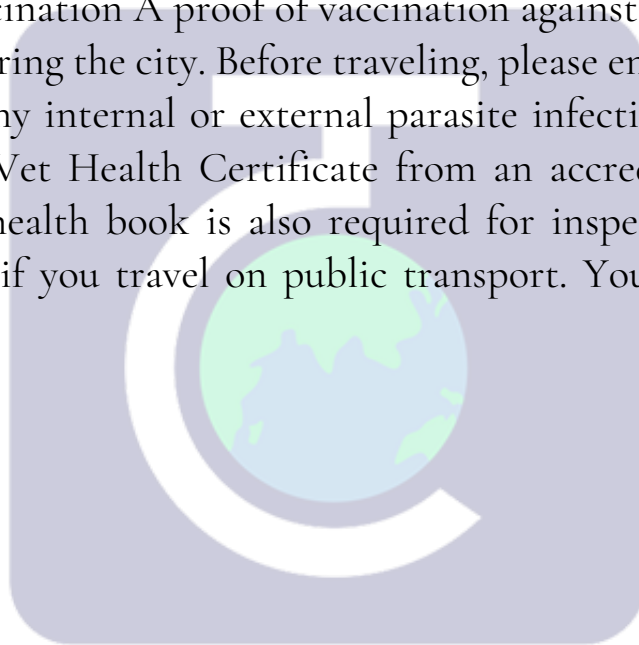 cination A proof of vaccination against
ring the city. Before traveling, please en
ny internal or external parasite infecti
Vet Health Certificate from an accre
health book is also required for inspe
if you travel on public transport. You